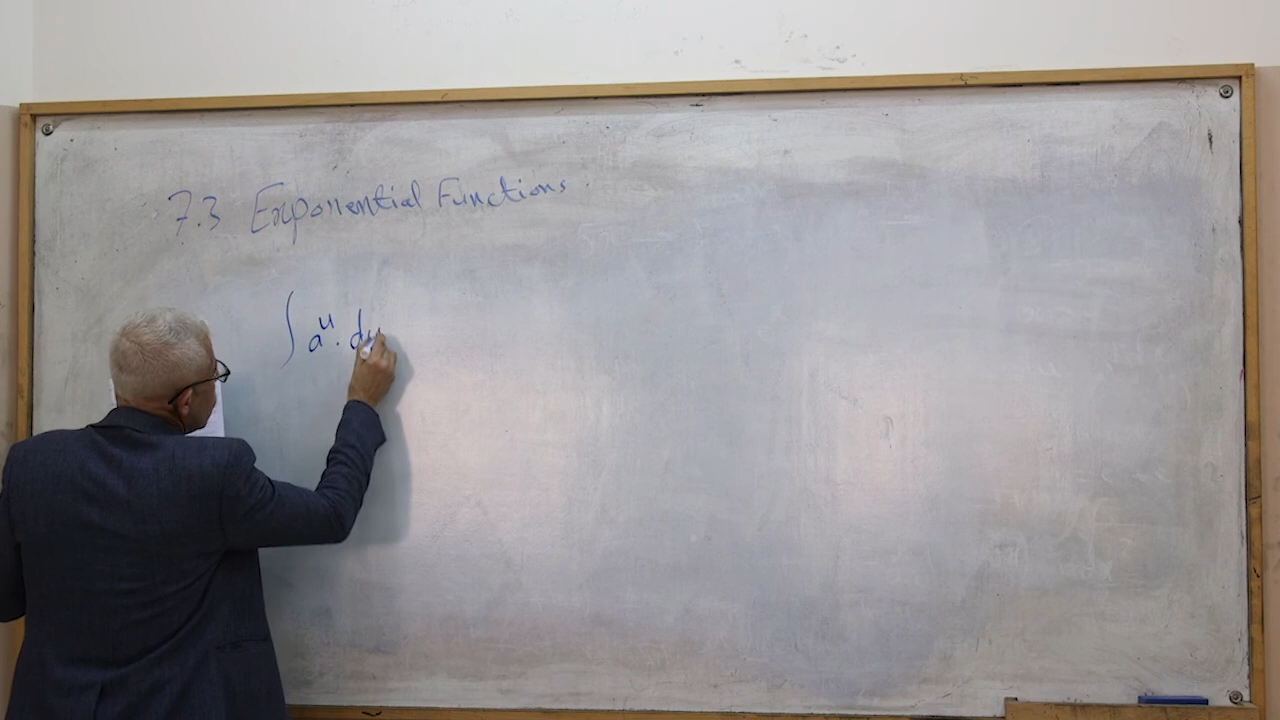 7.3 Exponential Functions
∫ a^u . du